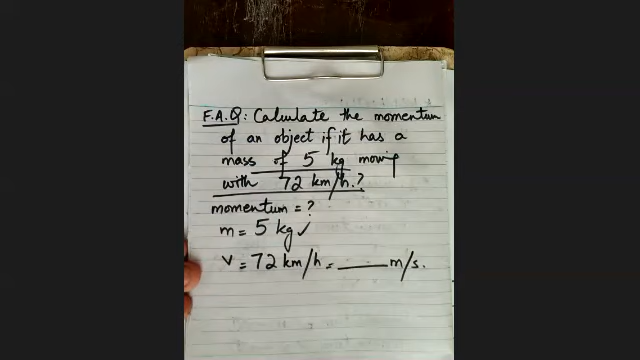 F.A.Q: Calculate the momentum
of an object if it has a
mass of 5 kg moving
with 72 km/h.?
momentum = ?
m = 5 kg ✓
v = 72 km/h = ____ m/s.